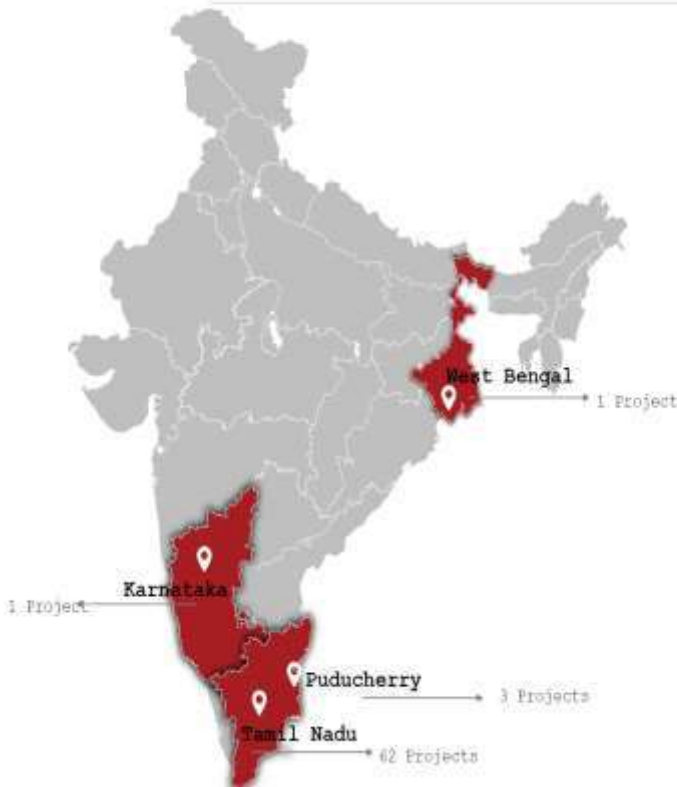 West Bengal
1 Project
Karnataka
1 Project
Puducherry
3 Projects
Tamil Nadu
62 Projects